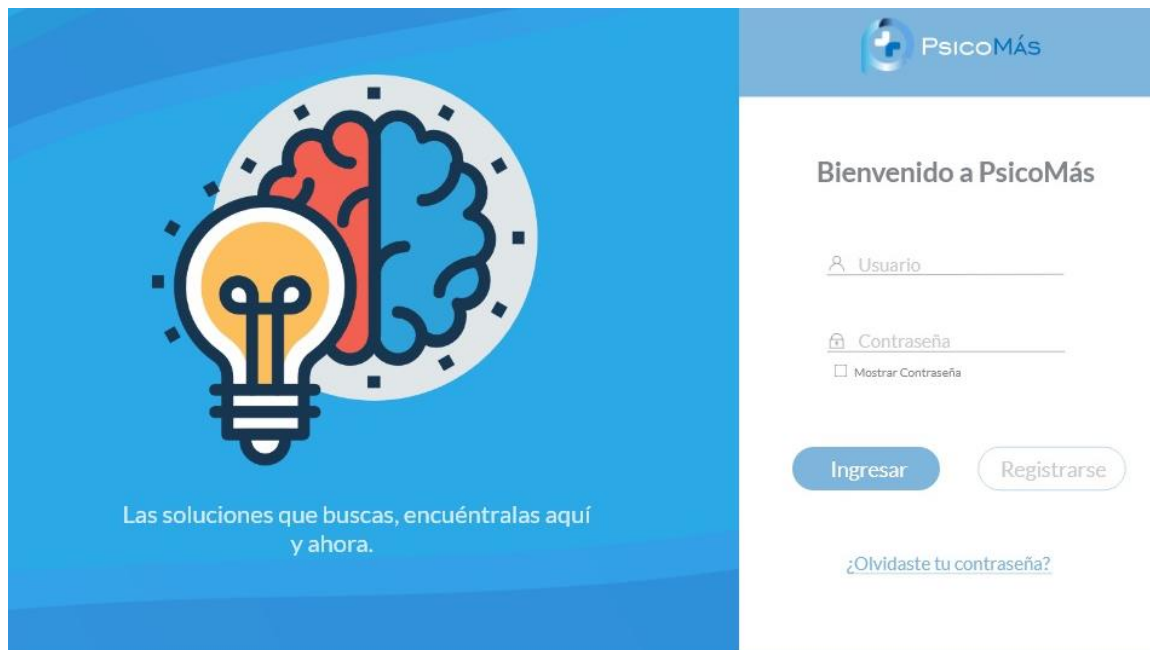 Las soluciones que buscas, encuéntralas aquí
y ahora.
PsicoMás
Bienvenido a PsicoMás
Usuario
Contraseña
Mostrar Contraseña
Ingresar
Registrarse
¿Olvidaste tu contraseña?